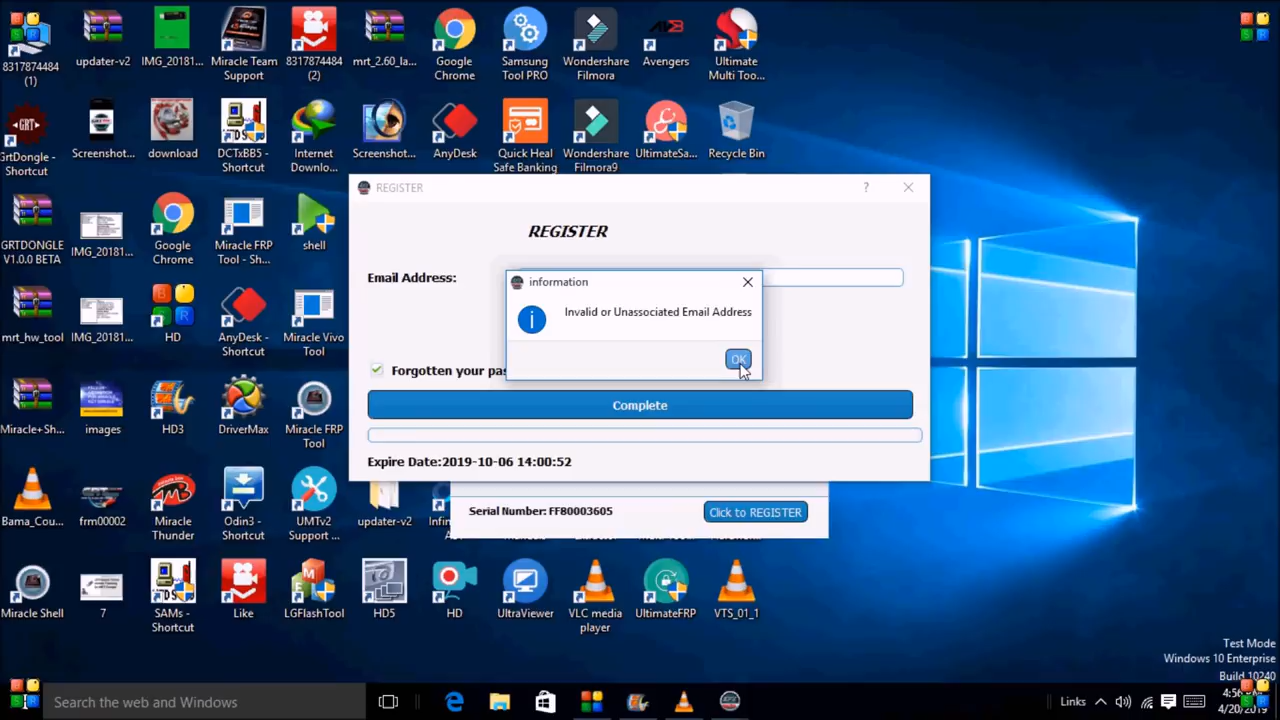 8317874484
(1)
updater-v2
IMG_20181...
Miracle Team
Support
8317874484
(2)
mrt_2.60_la...
Google
Chrome
Samsung
Tool PRO
Wondershare
Filmora
Avengers
Ultimate
Multi Too...
GrtDongle -
Shortcut
Screenshot...
download
DCTxBB5 -
Shortcut
Internet
Downlo...
Screenshot...
AnyDesk
Quick Heal
Safe Banking
Wondershare
Filmora9
UltimateSa...
Recycle Bin
REGISTER
?
REGISTER
Email Address:
information
Invalid or Unassociated Email Address
OK
Forgotten your pas
Complete
Expire Date:2019-10-06 14:00:52
Serial Number: FF80003605
Click to REGISTER
GRTDONGLE
V1.0.0 BETA
IMG_20181...
Google
Chrome
Miracle FRP
Tool - Sh...
shell
mrt_hw_tool
IMG_20181...
HD
AnyDesk -
Shortcut
Miracle Vivo
Tool
Miracle+Sh...
images
HD3
DriverMax
Miracle FRP
Tool
Bama_Cou...
frm00002
Miracle
Thunder
Odin3 -
Shortcut
UMTv2
Support ...
updater-v2
Miracle Shell
7
SAMs -
Shortcut
Like
LGFlashTool
HD5
HD
UltraViewer
VLC media
player
UltimateFRP
VTS_01_1
Test Mode
Windows 10 Enterprise
Build 10240
Search the web and Windows
Links
4/20/2019